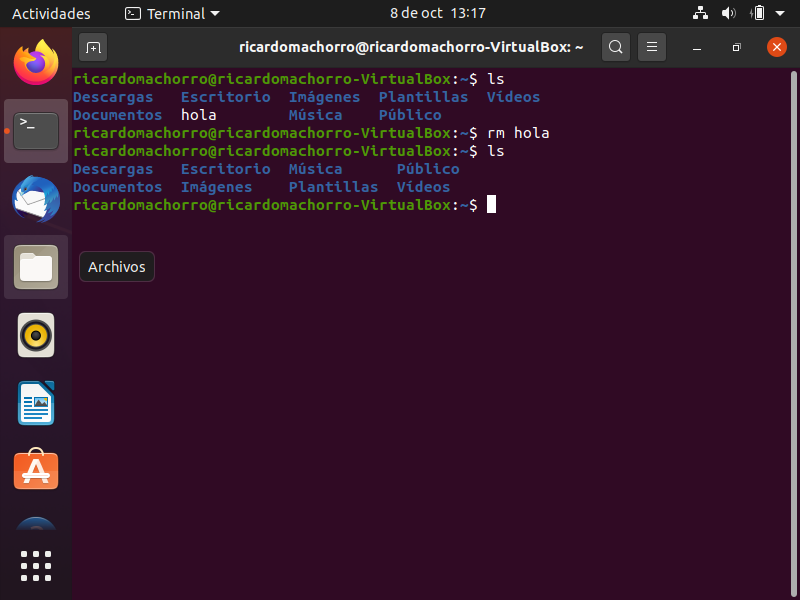 Actividades Terminal 8 de oct 13:17
ricardomachorro@ricardomachorro-VirtualBox: ~
ricardomachorro@ricardomachorro-VirtualBox:~$ ls
Descargas Escritorio Imágenes Plantillas Vídeos
Documentos hola Música Público
ricardomachorro@ricardomachorro-VirtualBox:~$ rm hola
ricardomachorro@ricardomachorro-VirtualBox:~$ ls
Descargas Escritorio Música Público
Documentos Imágenes Plantillas Vídeos
ricardomachorro@ricardomachorro-VirtualBox:~$
Archivos